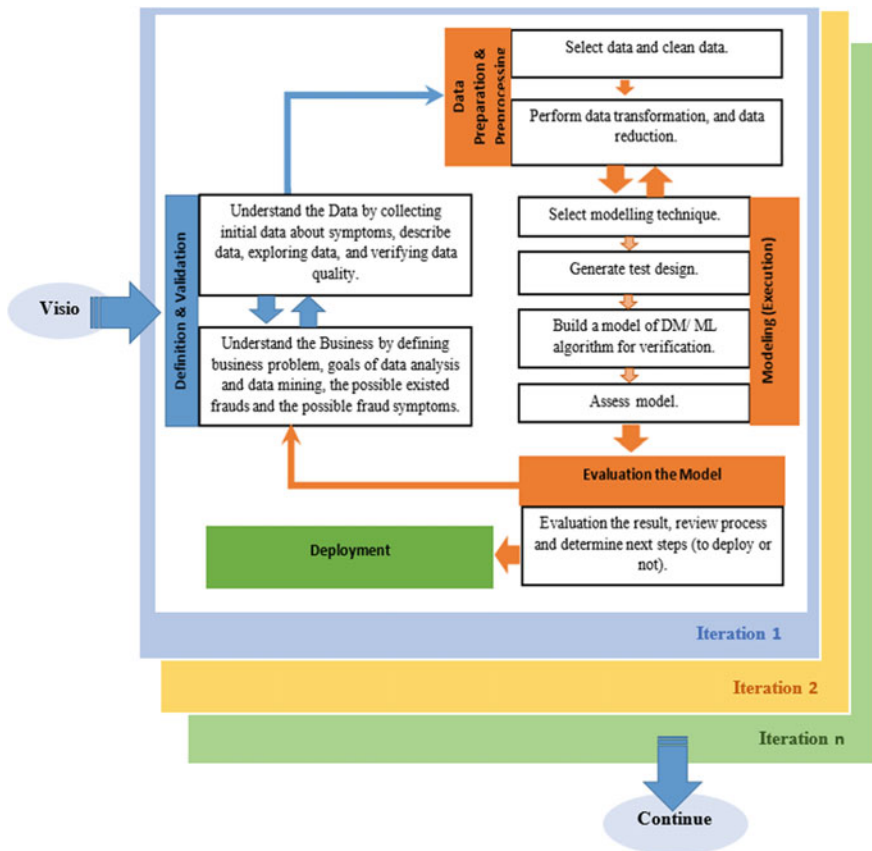 Visio
Definition & Validation
Understand the Data by collecting
initial data about symptoms, describe
data, exploring data, and verifying data
quality.
Understand the Business by defining
business problem, goals of data analysis
and data mining, the possible existed
frauds and the possible fraud symptoms.
Data
Preparation &
Preprocessing
Select data and clean data.
Perform data transformation, and data
reduction.
Modeling (Execution)
Select modelling technique.
Generate test design.
Build a model of DM/ ML
algorithm for verification.
Assess model.
Evaluation the Model
Evaluation the result, review process
and determine next steps (to deploy or
not).
Deployment
Iteration 1
Iteration 2
Iteration n
Continue